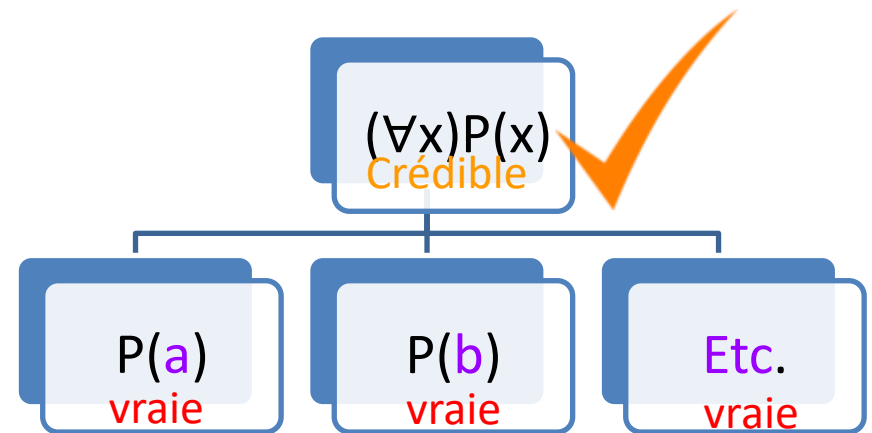 (∀x)P(x)
Crédible
P(a)
vraie
P(b)
vraie
Etc.
vraie